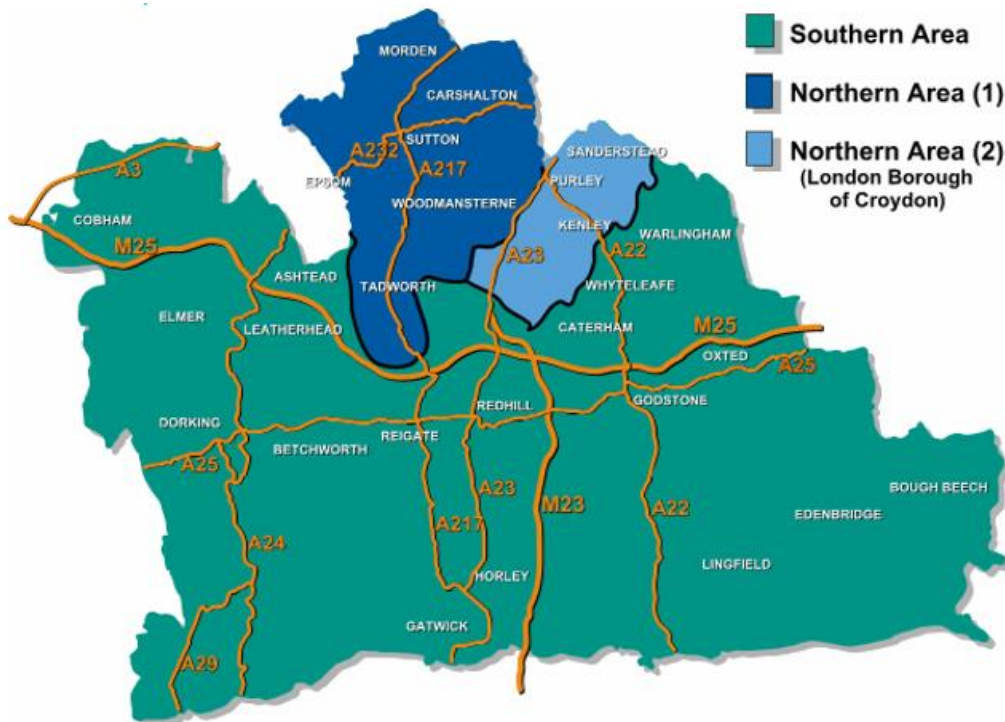 Southern Area
Northern Area (1)
Northern Area (2)
(London Borough
of Croydon)
MORDEN
CARSHALTON
A232
SUTTON
A217
SANDERSTEAD
A3
EPSOM
PURLEY
WOODMANSTERNE
COBHAM
KENLEY
M25
A23
A22
WARLINGHAM
ASHTEAD
TADWORTH
WHYTELEAFE
ELMER
LEATHERHEAD
CATERHAM
M25
OXTED
A25
GODSTONE
REDHILL
DORKING
REIGATE
BETCHWORTH
A25
A23
M23
A22
BOUGH BEECH
EDENBRIDGE
A217
A24
LINGFIELD
HORLEY
GATWICK
A29